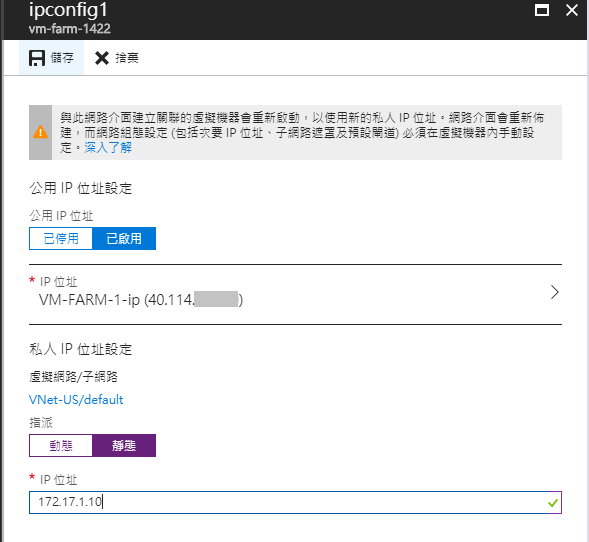 ipconfig1
vm-farm-1422
儲存 捨棄
與此網路介面建立關聯的虛擬機器會重新啟動，以使用新的私人 IP 位址。網路介面會重新佈
建，而網路組態設定 (包括次要 IP 位址、子網路遮罩及預設閘道) 必須在虛擬機器內手動設
定。深入了解
公用 IP 位址設定
公用 IP 位址
已停用 已啟用
* IP 位址
VM-FARM-1-ip (40.114. )
私人 IP 位址設定
虛擬網路/子網路
VNet-US/default
指派
動態 靜態
* IP 位址
172.17.1.10